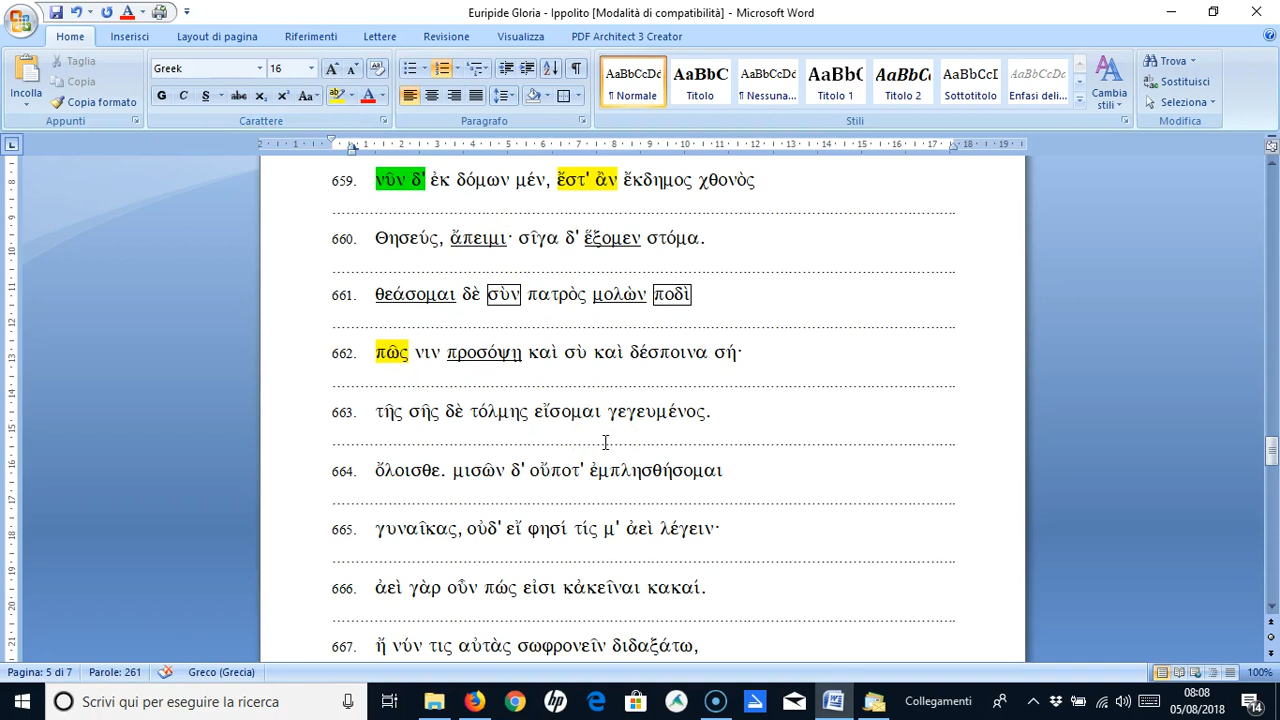 Euripide Gloria - Ippolito [Modalità di compatibilità] - Microsoft Word
Home Inserisci Layout di pagina Riferimenti Lettere Revisione Visualizza PDF Architect 3 Creator
Incolla Taglia Copia Copia formato
Greek 16
AaBbCcDd AaBbC AaBbCcDd AaBbC AaBbCc AaBbCcI AaBbCcDd
¶ Normale Titolo ¶ Nessuna... Titolo 1 Titolo 2 Sottotitolo Enfasi deli...
Cambia stili
Trova Sostituisci Seleziona
Appunti Carattere Paragrafo Stili Modifica
659. νῦν δ' ἐκ δόμων μέν, ἔστ' ἂν ἔκδημος χθονὸς
660. Θησεύς, ἄπειμι· σῖγα δ' ἕξομεν στόμα.
661. θεάσομαι δὲ σὺν πατρὸς μολὼν ποδὶ
662. πῶς νιν προσόψῃ καὶ σὺ καὶ δέσποινα σή·
663. τῆς σῆς δὲ τόλμης εἴσομαι γεγευμένος.
664. ὄλοισθε. μισῶν δ' οὔποτ' ἐμπλησθήσομαι
665. γυναῖκας, οὐδ' εἴ φησί τίς μ' ἀεὶ λέγειν·
666. ἀεὶ γὰρ οὖν πώς εἰσι κἀκεῖναι κακαί.
667. ἤ νύν τις αὐτὰς σωφρονεῖν διδαξάτω,
Pagina: 5 di 7 Parole: 261 Greco (Grecia) 100%
Scrivi qui per eseguire la ricerca
Collegamenti
08:08
05/08/2018
14